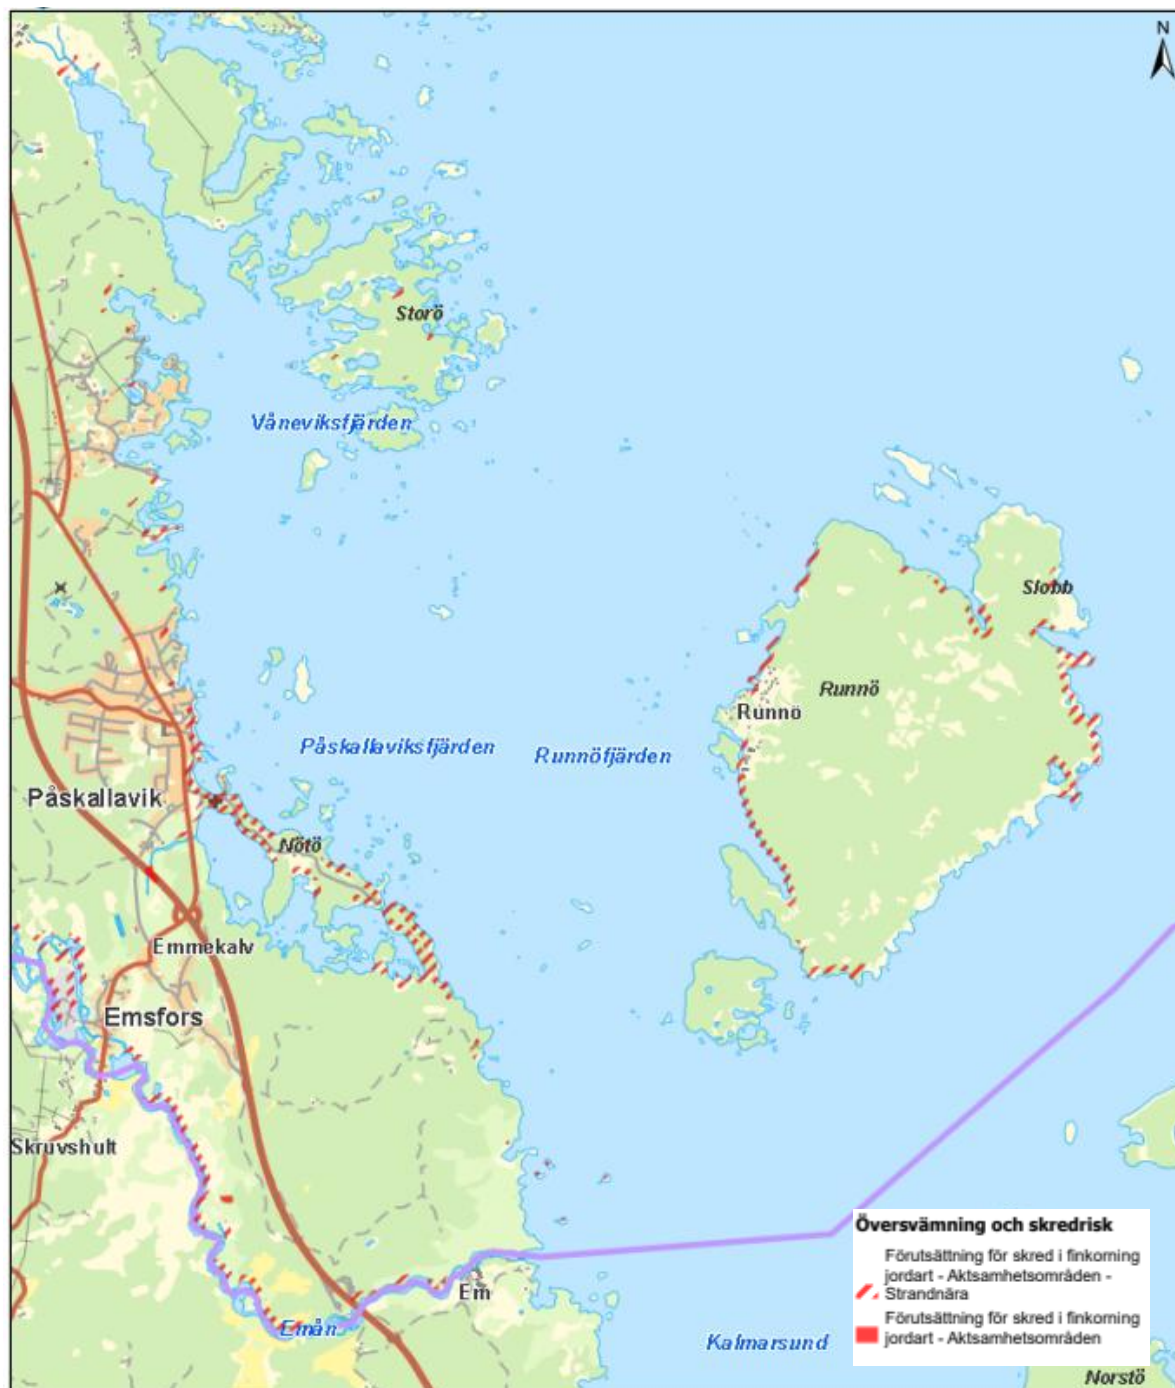 N
Storö
Våneviksfjärden
Slobb
Runnö
Runnö
Påskallaviksfjärden
Runnöfjärden
Påskallavik
Nötö
Emmekalv
Emsfors
Skruvshult
Översvämning och skredrisk
Förutsättning för skred i finkorning
jordart - Aktsamhetsområden -
Strandnära
Förutsättning för skred i finkorning
jordart - Aktsamhetsområden
Em
Emån
Kalmarsund
Norstö